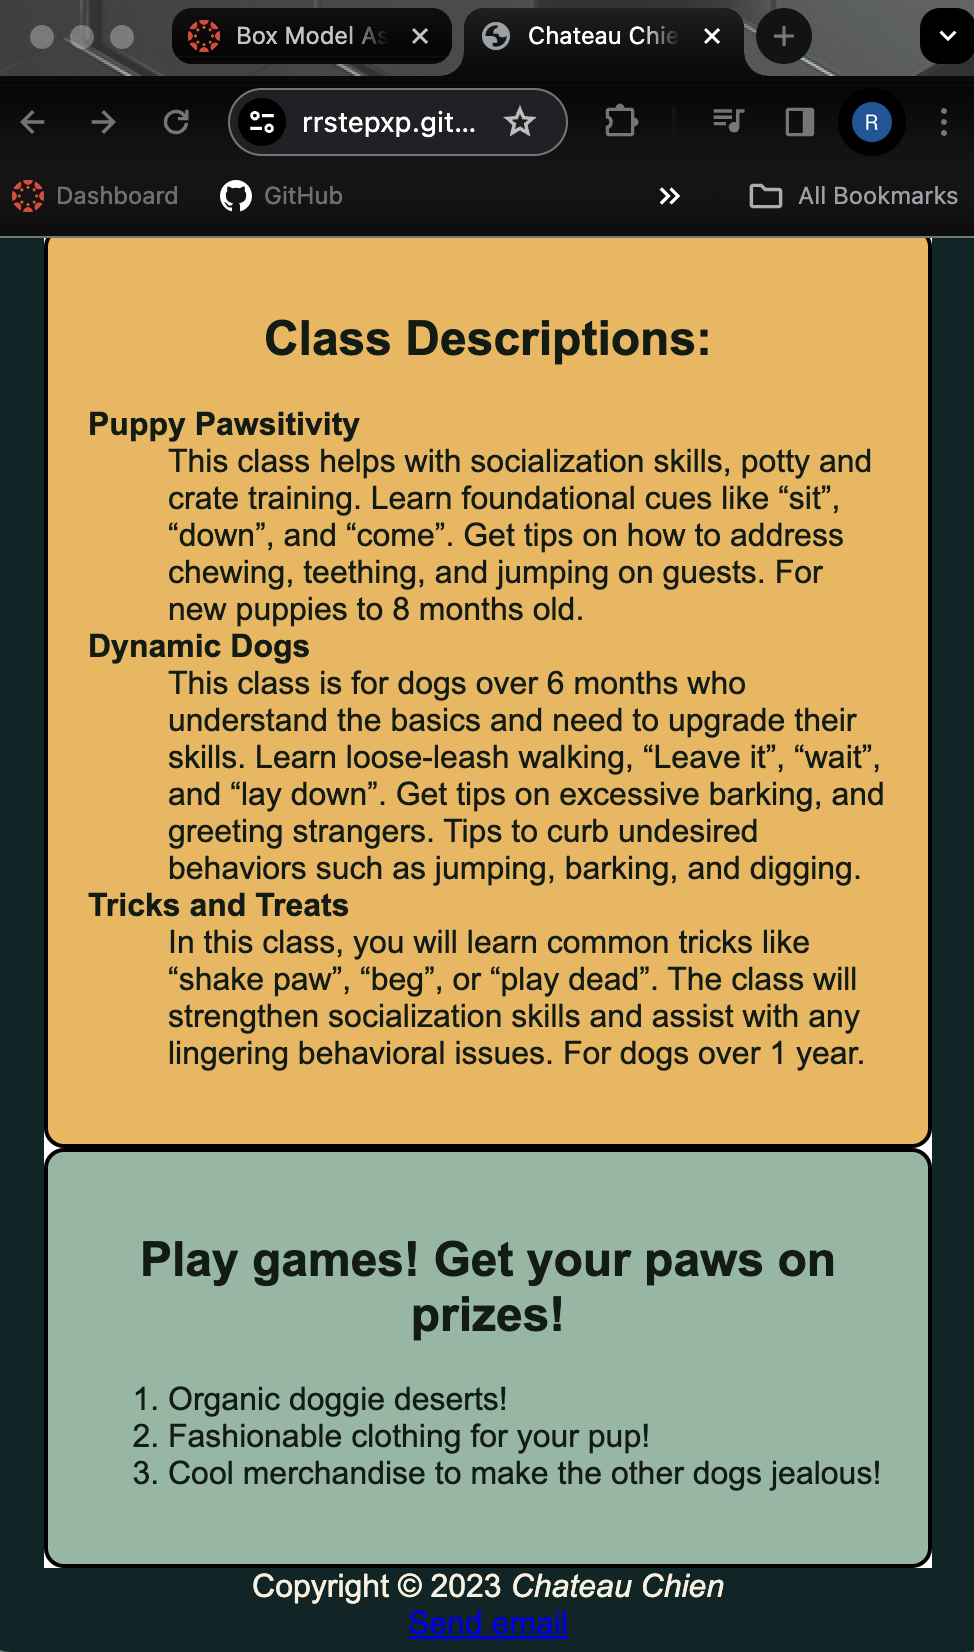 Box Model As
Chateau Chie
rrstepxp.git...
R
Dashboard
GitHub
All Bookmarks
Class Descriptions:
Puppy Pawsitivity
This class helps with socialization skills, potty and
crate training. Learn foundational cues like “sit”,
“down”, and “come”. Get tips on how to address
chewing, teething, and jumping on guests. For
new puppies to 8 months old.
Dynamic Dogs
This class is for dogs over 6 months who
understand the basics and need to upgrade their
skills. Learn loose-leash walking, “Leave it”, “wait”,
and “lay down”. Get tips on excessive barking, and
greeting strangers. Tips to curb undesired
behaviors such as jumping, barking, and digging.
Tricks and Treats
In this class, you will learn common tricks like
“shake paw”, “beg”, or “play dead”. The class will
strengthen socialization skills and assist with any
lingering behavioral issues. For dogs over 1 year.
Play games! Get your paws on
prizes!
1. Organic doggie deserts!
2. Fashionable clothing for your pup!
3. Cool merchandise to make the other dogs jealous!
Copyright © 2023 Chateau Chien
Send email